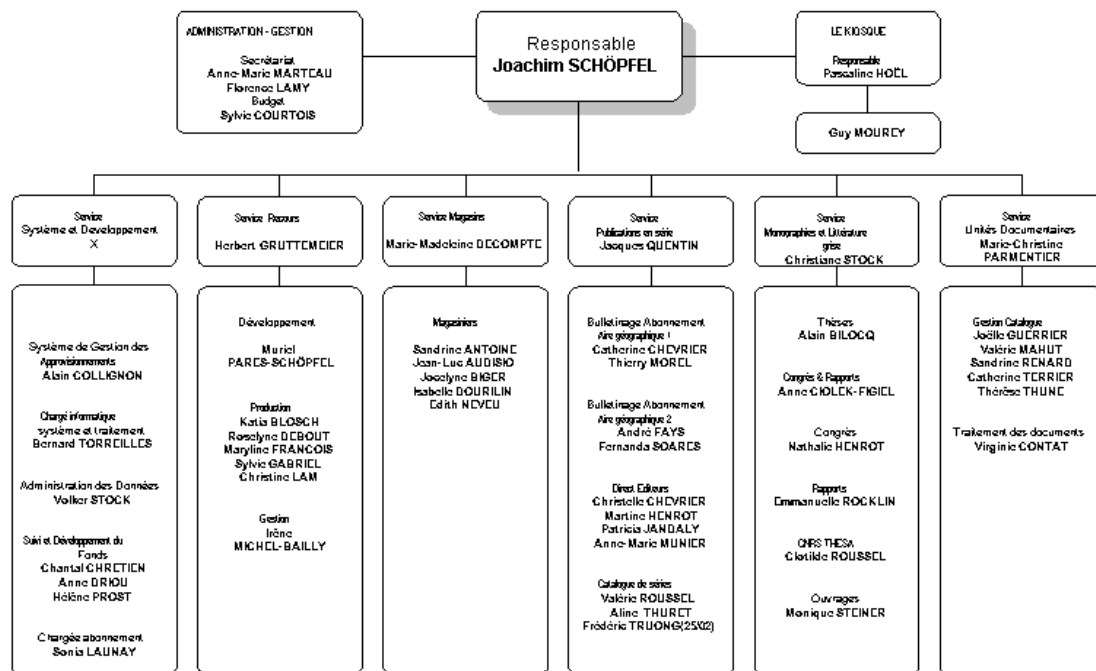 ADMINISTRATION - GESTION
Secrétariat
Anne-Marie MARTEAU
Florence LAMY
Budget
Sylvie COURTOIS
Responsable
Joachim SCHÖPFEL
LE KIOSQUE
Responsable
Pascaline HOËL
Guy MOUREY
Service
Système et Développement
X
Service Recours
Herbert GRUTTEMEIER
Service Magasins
Marie-Madeleine DECOMPTE
Service
Publications en série
Jacques QUENTIN
Service
Monographies et Littérature
grise
Christiane STOCK
Service
Unités Documentaires
Marie-Christine
PARMENTIER
Système de Gestion des
Approvisionnements
Alain COLLIGNON
Chargé informatique
système et traitement
Bernard TORREILLES
Administration des Données
Volker STOCK
Suivi et Développement du
Fonds
Chantal CHRETIEN
Anne DRIOU
Hélène PROST
Chargée abonnement
Sonia LAUNAY
Développement
Muriel
PARES-SCHÖPFEL
Production
Katia BLOSCH
Roselyne DEBOUT
Maryline FRANCOIS
Sylvie GABRIEL
Christine LAM
Gestion
Irène
MICHEL-BAILLY
Magasiniers
Sandrine ANTOINE
Jean-Luc AUDISIO
Jocelyne BIGER
Isabelle DOURILIN
Edith NEVEU
Bulletinage Abonnement
Aire géographique 1
Catherine CHEVRIER
Thierry MOREL
Bulletinage Abonnement
Aire géographique 2
André FAYS
Fernanda SOARES
Direct Editeurs
Christelle CHEVRIER
Martine HENROT
Patricia JANDALY
Anne-Marie MUNIER
Catalogue de séries
Valérie ROUSSEL
Aline THURET
Frédéric TRUONG(25/02)
Thèses
Alain BILOCQ
Congrès & Rapports
Anne CIOLEK-FIGIEL
Congrès
Nathalie HENROT
Rapports
Emmanuelle ROCKLIN
CNRS THESA
Clotilde ROUSSEL
Ouvrages
Monique STEINER
Gestion Catalogue
Joëlle GUERRIER
Valérie MAHUT
Sandrine RENARD
Catherine TERRIER
Thérèse THUNE
Traitement des documents
Virginie CONTAT